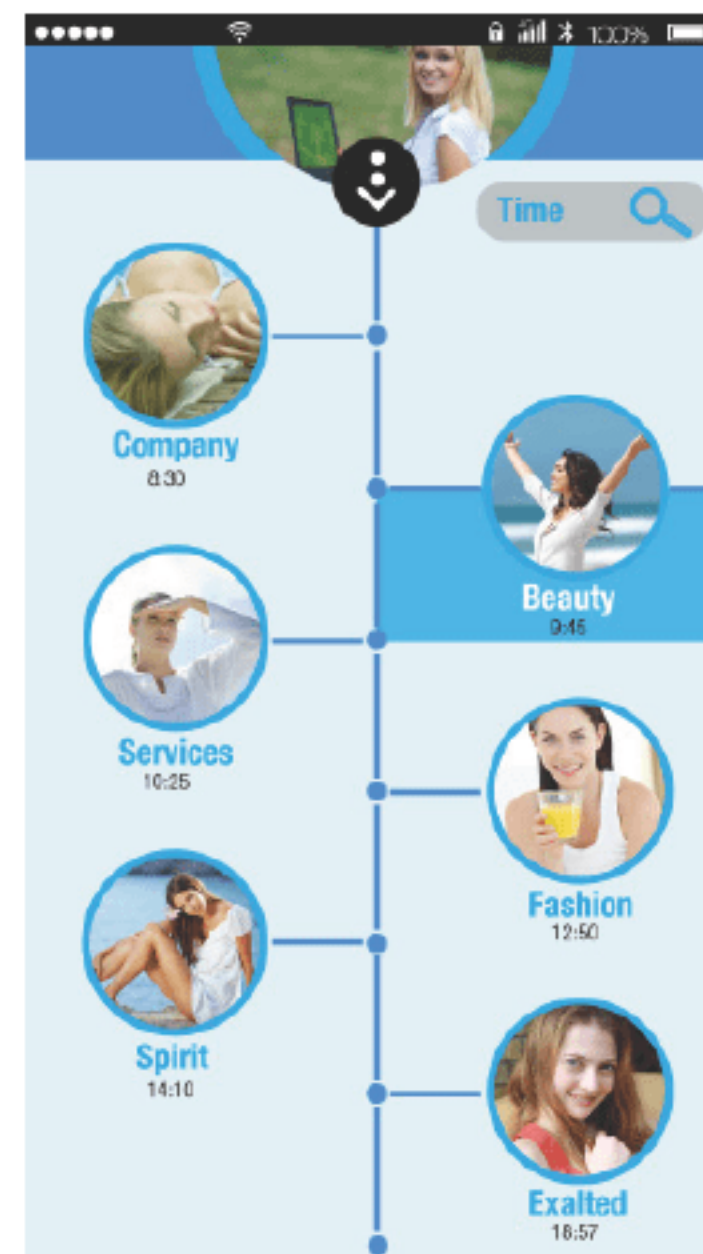 100%
Time
Company
8:30
Beauty
9:45
Services
10:25
Fashion
12:50
Spirit
14:10
Exalted
18:57